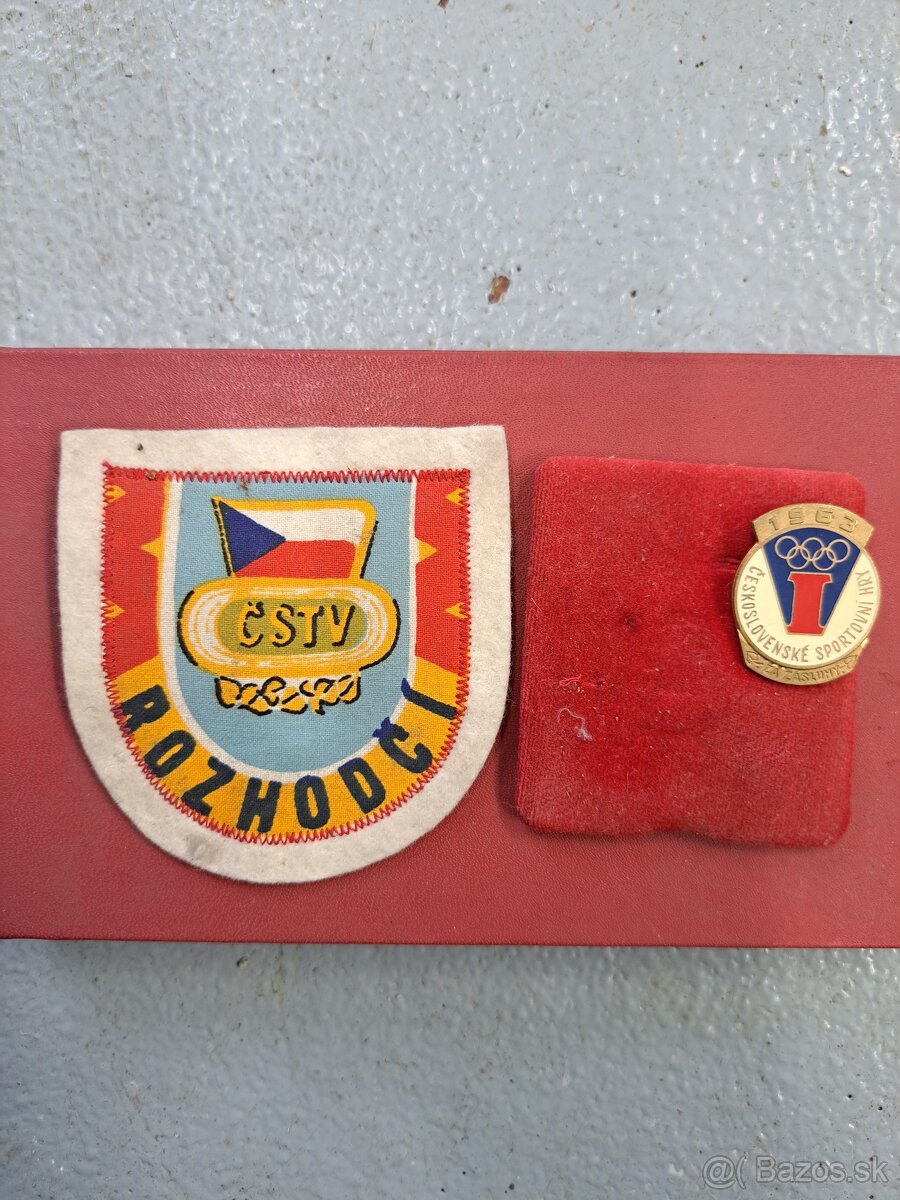 ČSTV
ROZHODČÍ
1963
I
ČESKOSLOVENSKÉ SPORTOVNÍ HRY
ZA ZÁSLUHY
@( Bazos.sk